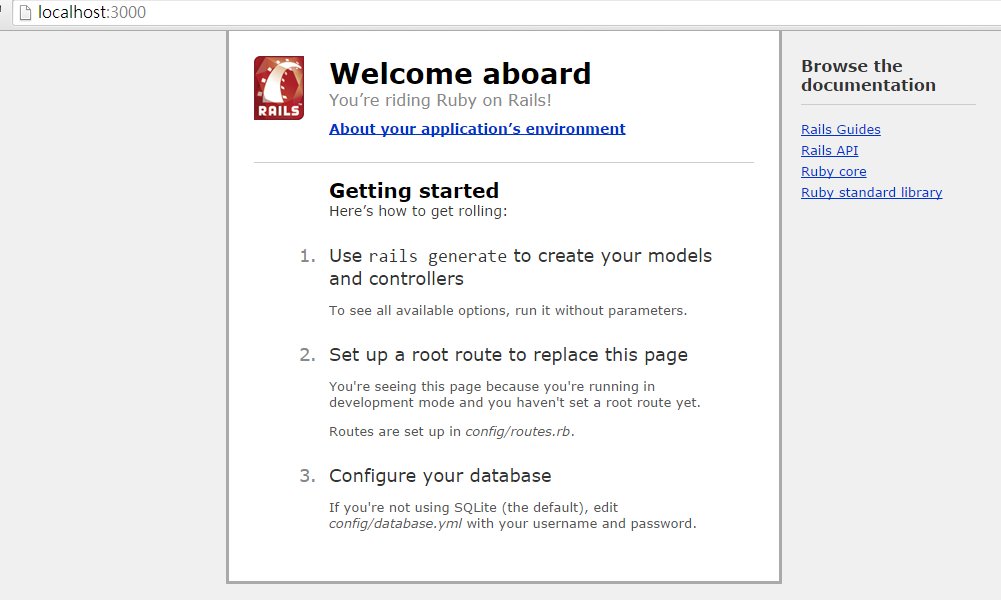 localhost:3000
RAILS
Welcome aboard
You’re riding Ruby on Rails!
About your application’s environment
Getting started
Here’s how to get rolling:
1. Use rails generate to create your models
and controllers
To see all available options, run it without parameters.
2. Set up a root route to replace this page
You're seeing this page because you're running in
development mode and you haven't set a root route yet.
Routes are set up in config/routes.rb.
3. Configure your database
If you're not using SQLite (the default), edit
config/database.yml with your username and password.
Browse the
documentation
Rails Guides
Rails API
Ruby core
Ruby standard library